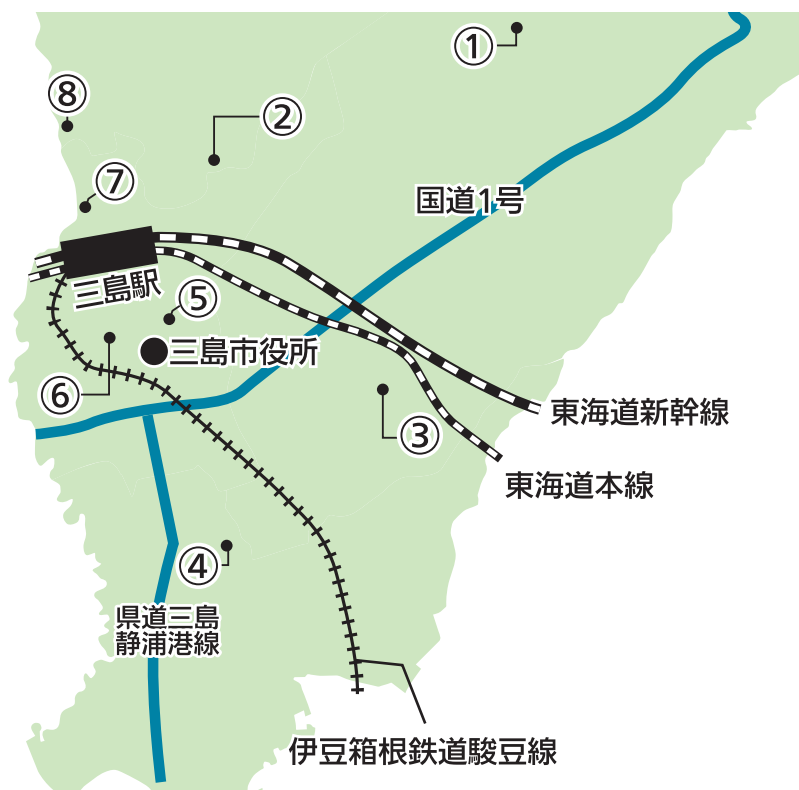 ①
⑧
②
⑦
国道1号
三島駅
⑤
三島市役所
⑥
東海道新幹線
③
東海道本線
④
県道三島
静浦港線
伊豆箱根鉄道駿豆線